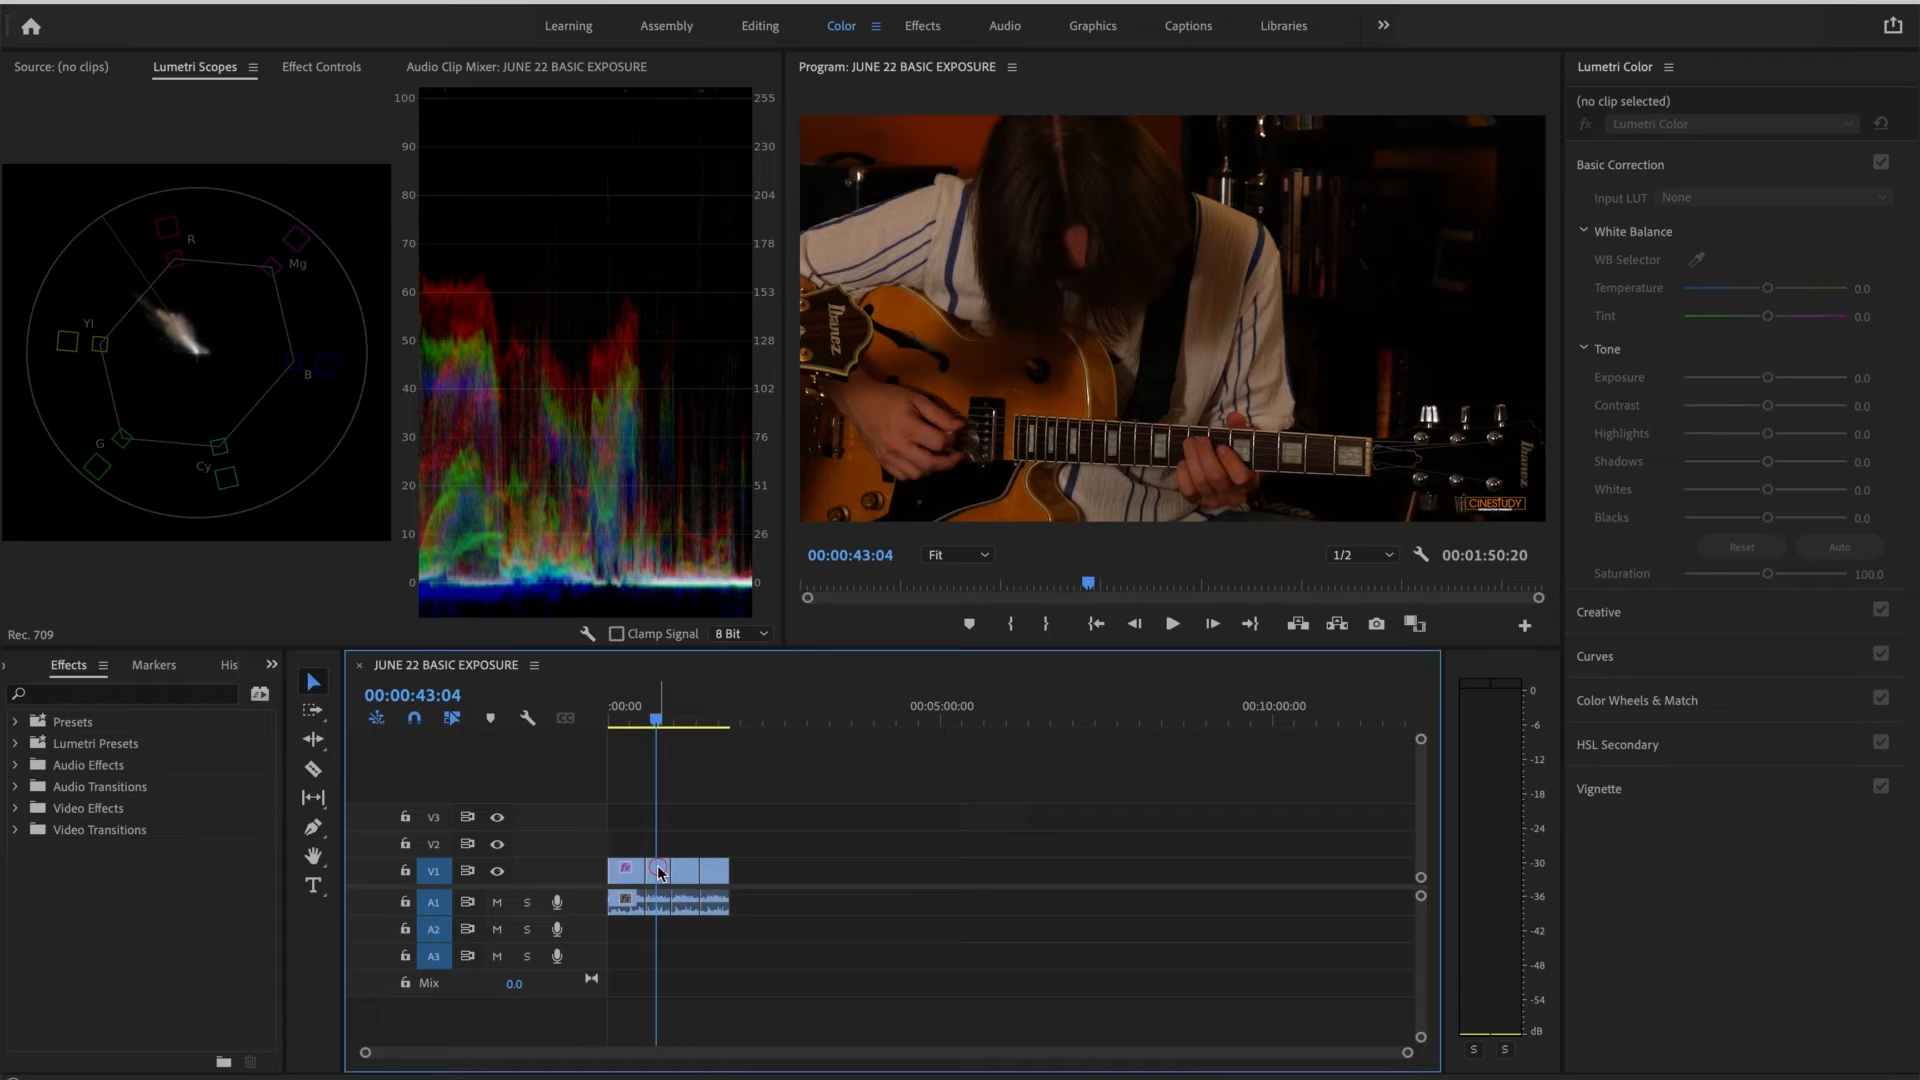 Learning Assembly Editing Color Effects Audio Graphics Captions Libraries
Source: (no clips) Lumetri Scopes Effect Controls Audio Clip Mixer: JUNE 22 BASIC EXPOSURE
Program: JUNE 22 BASIC EXPOSURE
Lumetri Color
(no clip selected)
fx Lumetri Color
Basic Correction
Input LUT None
White Balance
WB Selector
Temperature 0.0
Tint 0.0
Tone
Exposure 0.0
Contrast 0.0
Highlights 0.0
Shadows 0.0
Whites 0.0
Blacks 0.0
Reset Auto
Saturation 100.0
Creative
Curves
Color Wheels & Match
HSL Secondary
Vignette
R
Mg
Yl
B
G
Cy
100 255
90 230
80 204
70 178
60 153
50 128
40 102
30 76
20 51
10 26
0 0
Rec. 709
Clamp Signal 8 Bit
Ibanez
Ibanez
CINESTUDY
00:00:43:04 Fit 1/2 00:01:50:20
Effects Markers His
Presets
Lumetri Presets
Audio Effects
Audio Transitions
Video Effects
Video Transitions
T
× JUNE 22 BASIC EXPOSURE
00:00:43:04
CC
:00:00 00:05:00:00 00:10:00:00
V3
V2
V1 fx
A1 M S fx
A2 M S
A3 M S
Mix 0.0
0
-6
-12
-18
-24
-30
-36
-42
-48
-54
dB
S S